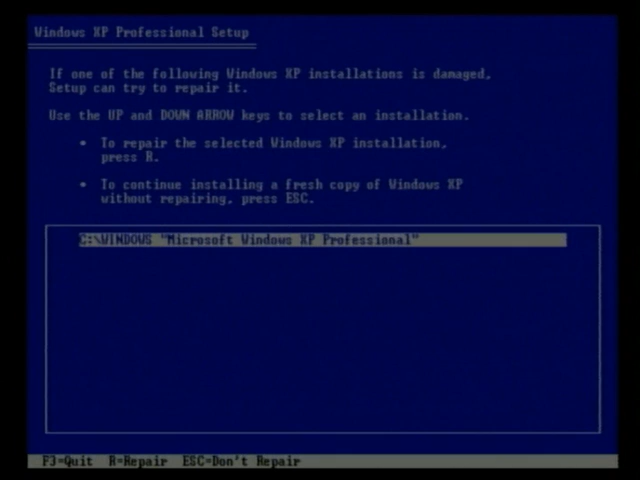 Windows XP Professional Setup
If one of the following Windows XP installations is damaged,
Setup can try to repair it.
Use the UP and DOWN ARROW keys to select an installation.
• To repair the selected Windows XP installation,
press R.
• To continue installing a fresh copy of Windows XP
without repairing, press ESC.
C:\WINDOWS "Microsoft Windows XP Professional"
F3=Quit R=Repair ESC=Don't Repair